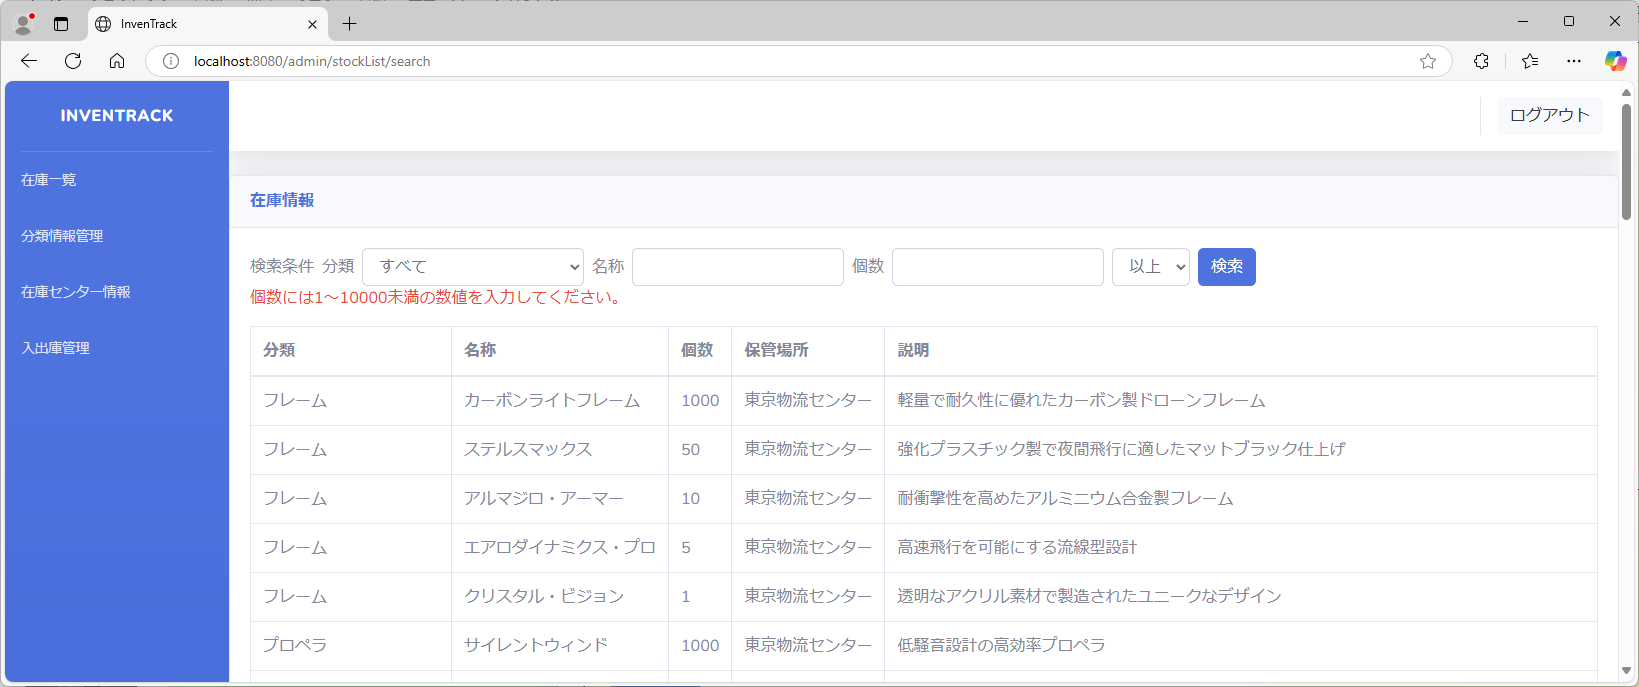 InvenTrack
localhost:8080/admin/stockList/search
INVENTRACK
ログアウト
在庫一覧
分類情報管理
在庫センター情報
入出庫管理
在庫情報
検索条件 分類 すべて 名称 個数 以上 検索
個数には1～10000未満の数値を入力してください。
分類 名称 個数 保管場所 説明
フレーム カーボンライトフレーム 1000 東京物流センター 軽量で耐久性に優れたカーボン製ドローンフレーム
フレーム ステルスマックス 50 東京物流センター 強化プラスチック製で夜間飛行に適したマットブラック仕上げ
フレーム アルマジロ・アーマー 10 東京物流センター 耐衝撃性を高めたアルミニウム合金製フレーム
フレーム エアロダイナミクス・プロ 5 東京物流センター 高速飛行を可能にする流線型設計
フレーム クリスタル・ビジョン 1 東京物流センター 透明なアクリル素材で製造されたユニークなデザイン
プロペラ サイレントウィンド 1000 東京物流センター 低騒音設計の高効率プロペラ